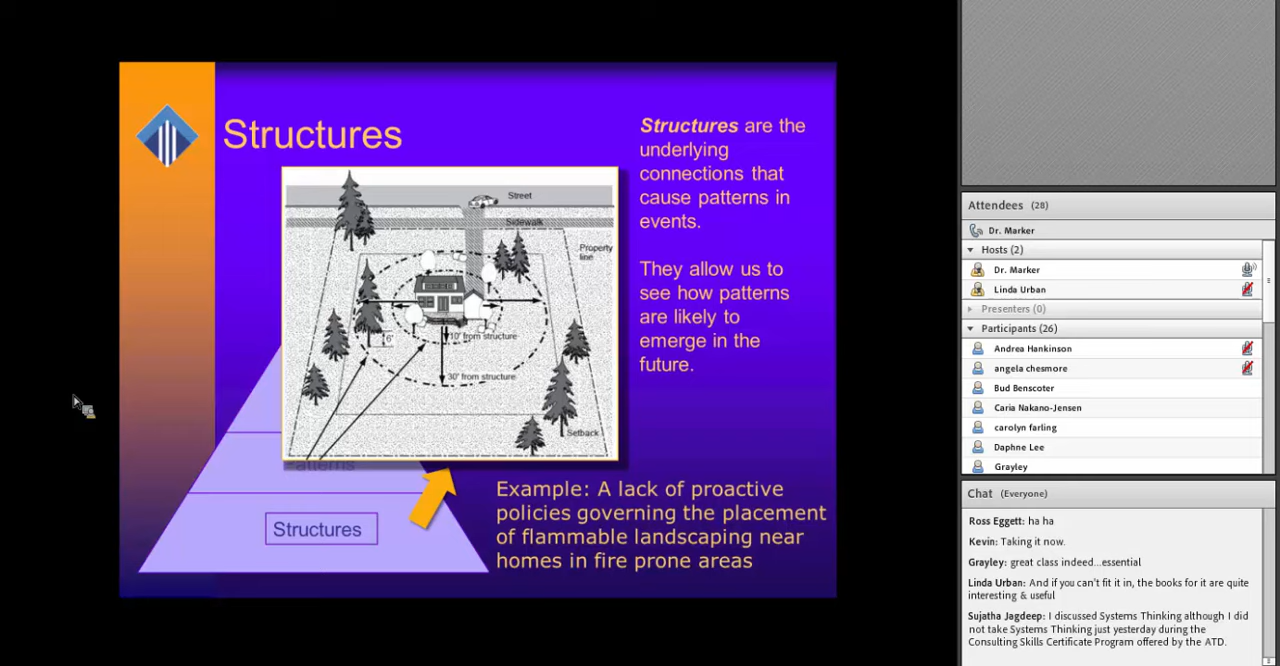 Structures
Structures are the
underlying
connections that
cause patterns in
events.
They allow us to
see how patterns
are likely to
emerge in the
future.
Street
Sidewalk
Property
line
6'
10' from structure
30' from structure
Setback
Patterns
Structures
Example: A lack of proactive
policies governing the placement
of flammable landscaping near
homes in fire prone areas
Attendees (28)
Dr. Marker
Hosts (2)
Dr. Marker
Linda Urban
Presenters (0)
Participants (26)
Andrea Hankinson
angela chesmore
Bud Benscoter
Caria Nakano-Jensen
carolyn farling
Daphne Lee
Grayley
Chat (Everyone)
Ross Eggett: ha ha
Kevin: Taking it now.
Grayley: great class indeed...essential
Linda Urban: And if you can't fit it in, the books for it are quite
interesting & useful
Sujatha Jagdeep: I discussed Systems Thinking although I did
not take Systems Thinking just yesterday during the
Consulting Skills Certificate Program offered by the ATD.